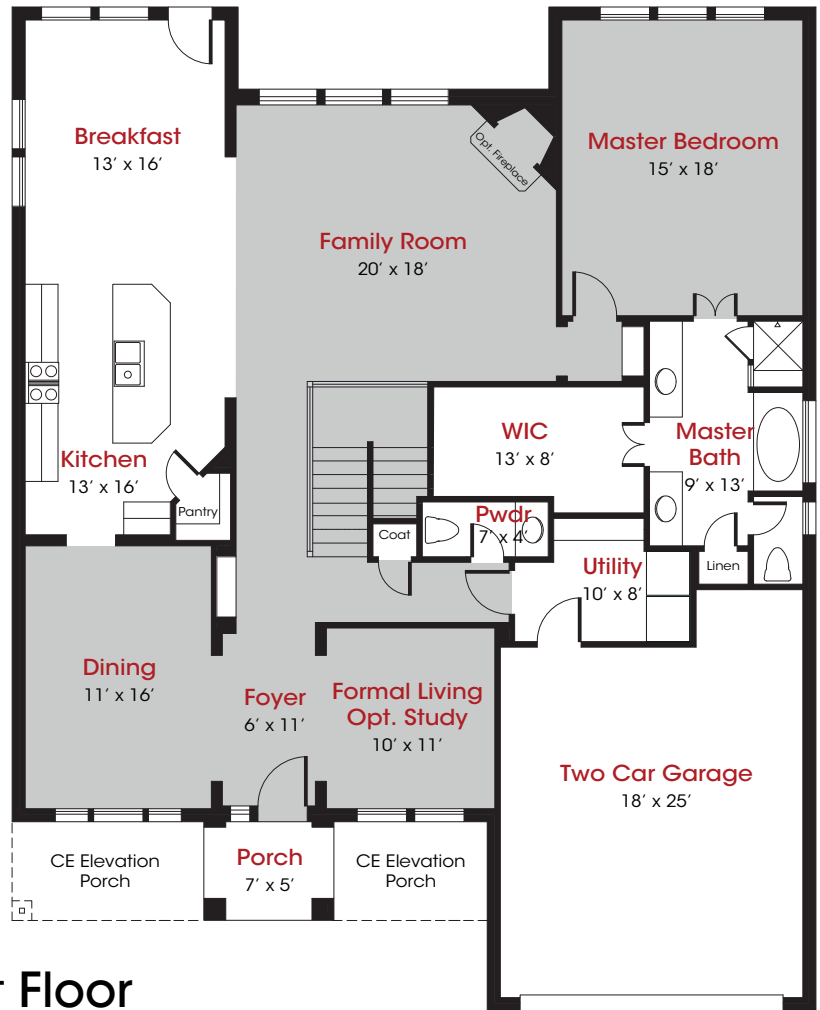 Breakfast
13′ x 16′
Master Bedroom
15′ x 18′
Opt. Fireplace
Family Room
20′ x 18′
Kitchen
13′ x 16′
Pantry
WIC
13′ x 8′
Master
Bath
9′ x 13′
Pwdr
7′ x 4′
Coat
Utility
10′ x 8′
Linen
Dining
11′ x 16′
Foyer
6′ x 11′
Formal Living
Opt. Study
10′ x 11′
Two Car Garage
18′ x 25′
CE Elevation
Porch
Porch
7′ x 5′
CE Elevation
Porch
Floor